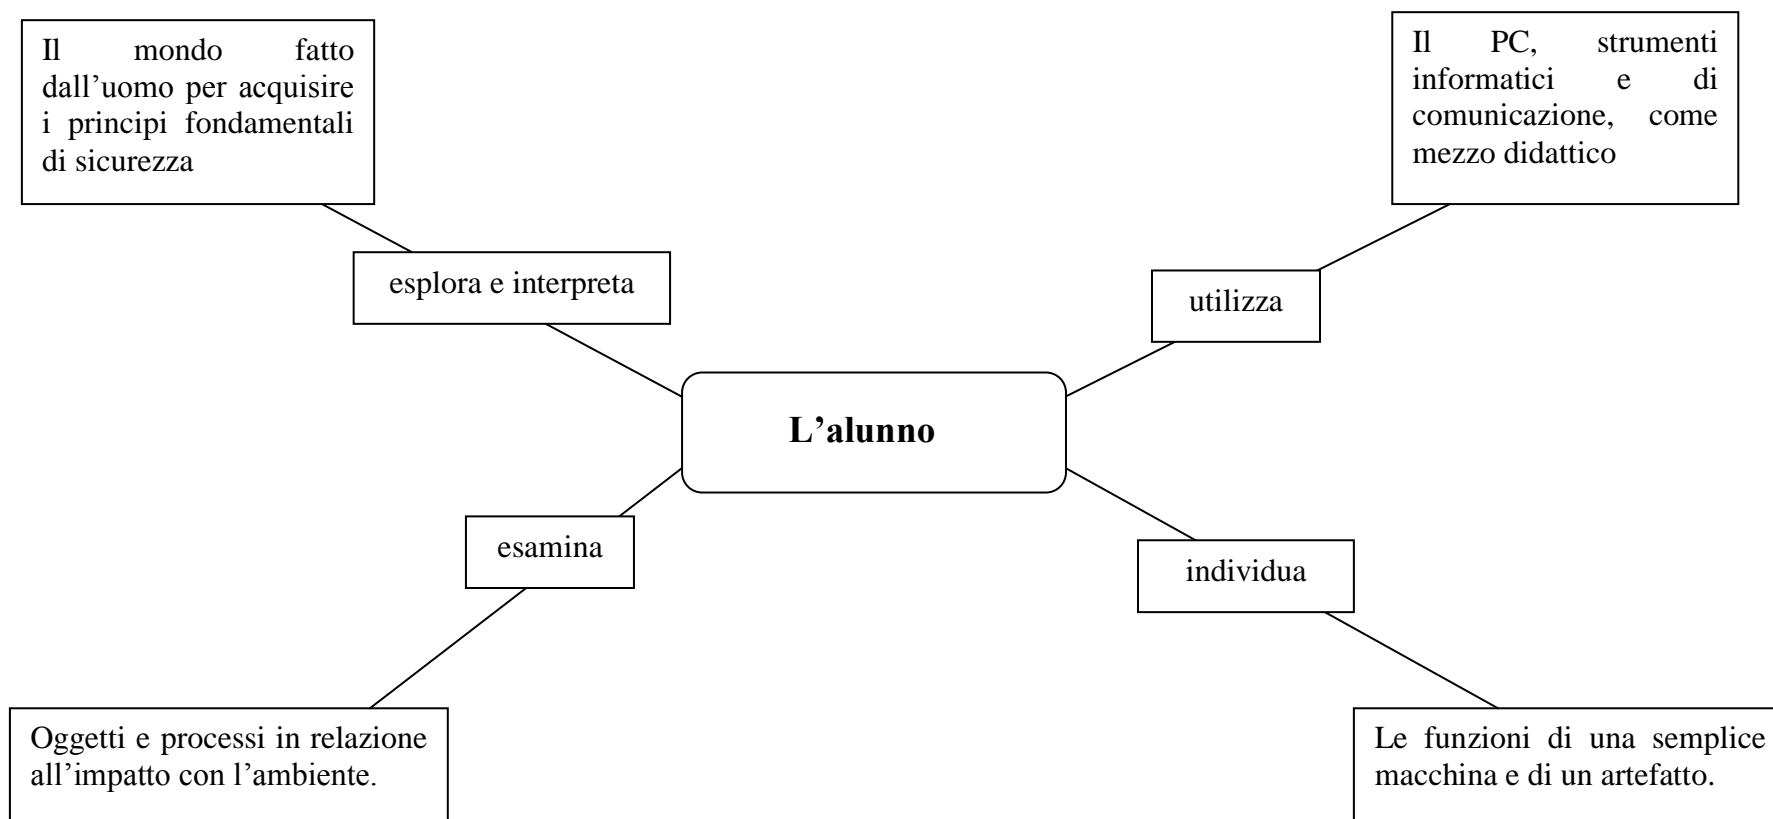 Il mondo fatto
dall’uomo per acquisire
i principi fondamentali
di sicurezza
Il PC, strumenti
informatici e di
comunicazione, come
mezzo didattico
esplora e interpreta
utilizza
L’alunno
esamina
individua
Oggetti e processi in relazione
all’impatto con l’ambiente.
Le funzioni di una semplice
macchina e di un artefatto.